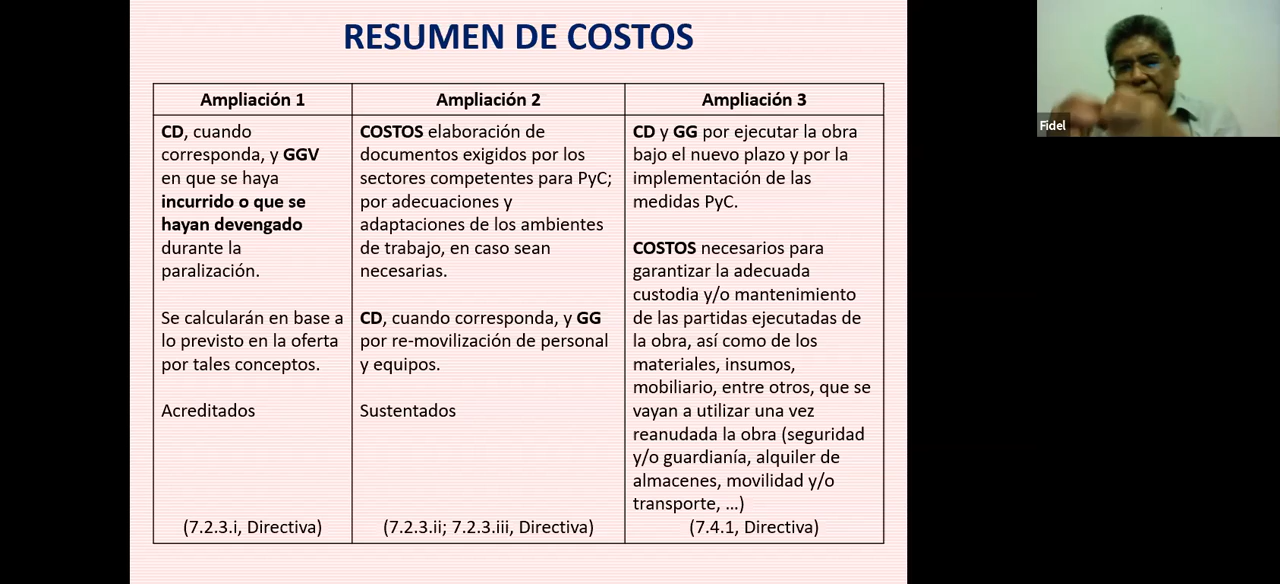 RESUMEN DE COSTOS
Ampliación 1
CD, cuando
corresponda, y GGV
en que se haya
incurrido o que se
hayan devengado
durante la
paralización.
Se calcularán en base a
lo previsto en la oferta
por tales conceptos.
Acreditados
(7.2.3.i, Directiva)
Ampliación 2
COSTOS elaboración de
documentos exigidos por los
sectores competentes para PyC;
por adecuaciones y
adaptaciones de los ambientes
de trabajo, en caso sean
necesarias.
CD, cuando corresponda, y GG
por re-movilización de personal
y equipos.
Sustentados
(7.2.3.ii; 7.2.3.iii, Directiva)
Ampliación 3
CD y GG por ejecutar la obra
bajo el nuevo plazo y por la
implementación de las
medidas PyC.
COSTOS necesarios para
garantizar la adecuada
custodia y/o mantenimiento
de las partidas ejecutadas de
la obra, así como de los
materiales, insumos,
mobiliario, entre otros, que se
vayan a utilizar una vez
reanudada la obra (seguridad
y/o guardianía, alquiler de
almacenes, movilidad y/o
transporte, ...)
(7.4.1, Directiva)
Fidel